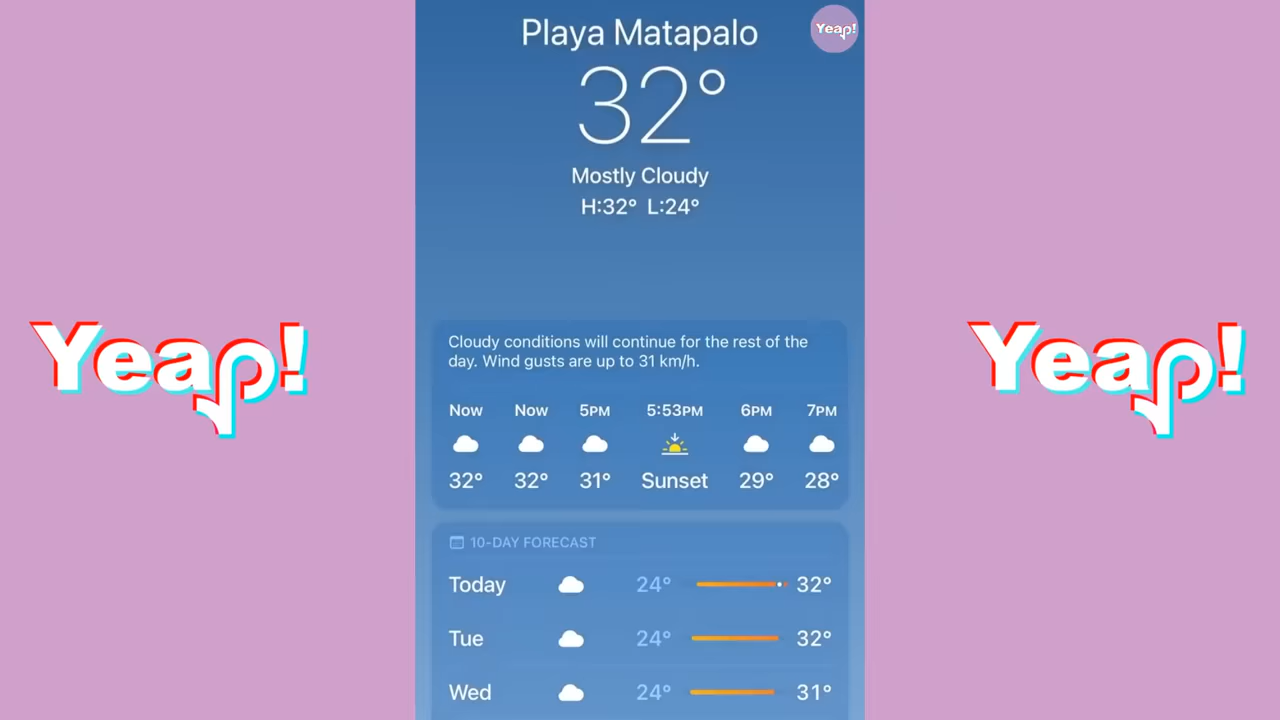 Playa Matapalo
Yeap!
32°
Mostly Cloudy
H:32° L:24°
Cloudy conditions will continue for the rest of the
day. Wind gusts are up to 31 km/h.
Now Now 5PM 5:53PM 6PM 7PM
32° 32° 31° Sunset 29° 28°
Yeap!
Yeap!
10-DAY FORECAST
Today 24° 32°
Tue 24° 32°
Wed 24° 31°